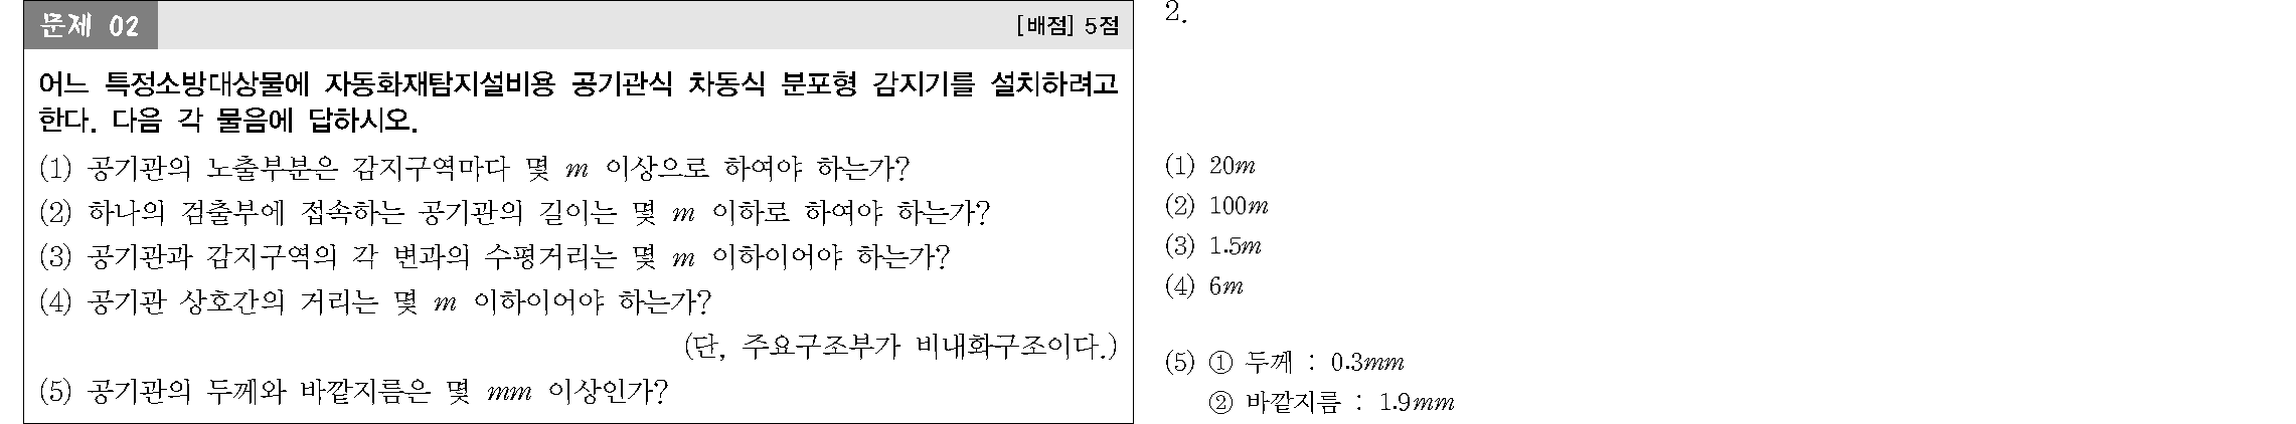 문제 02
[배점] 5점
어느 특정소방대상물에 자동화재탐지설비용 공기관식 차동식 분포형 감지기를 설치하려고
한다. 다음 각 물음에 답하시오.
(1) 공기관의 노출부분은 감지구역마다 몇 m 이상으로 하여야 하는가?
(2) 하나의 검출부에 접속하는 공기관의 길이는 몇 m 이하로 하여야 하는가?
(3) 공기관과 감지구역의 각 변과의 수평거리는 몇 m 이하이어야 하는가?
(4) 공기관 상호간의 거리는 몇 m 이하이어야 하는가?
(단, 주요구조부가 비내화구조이다.)
(5) 공기관의 두께와 바깥지름은 몇 mm 이상인가?
2.
(1) 20m
(2) 100m
(3) 1.5m
(4) 6m
(5) ① 두께 : 0.3mm
② 바깥지름 : 1.9mm